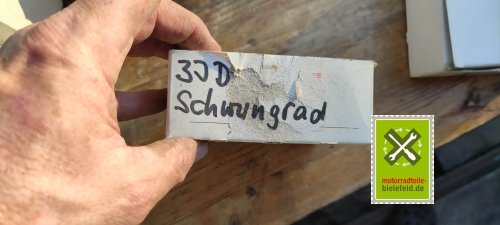 3JD
Schwungrad
motorradteile-
bielefeld.de